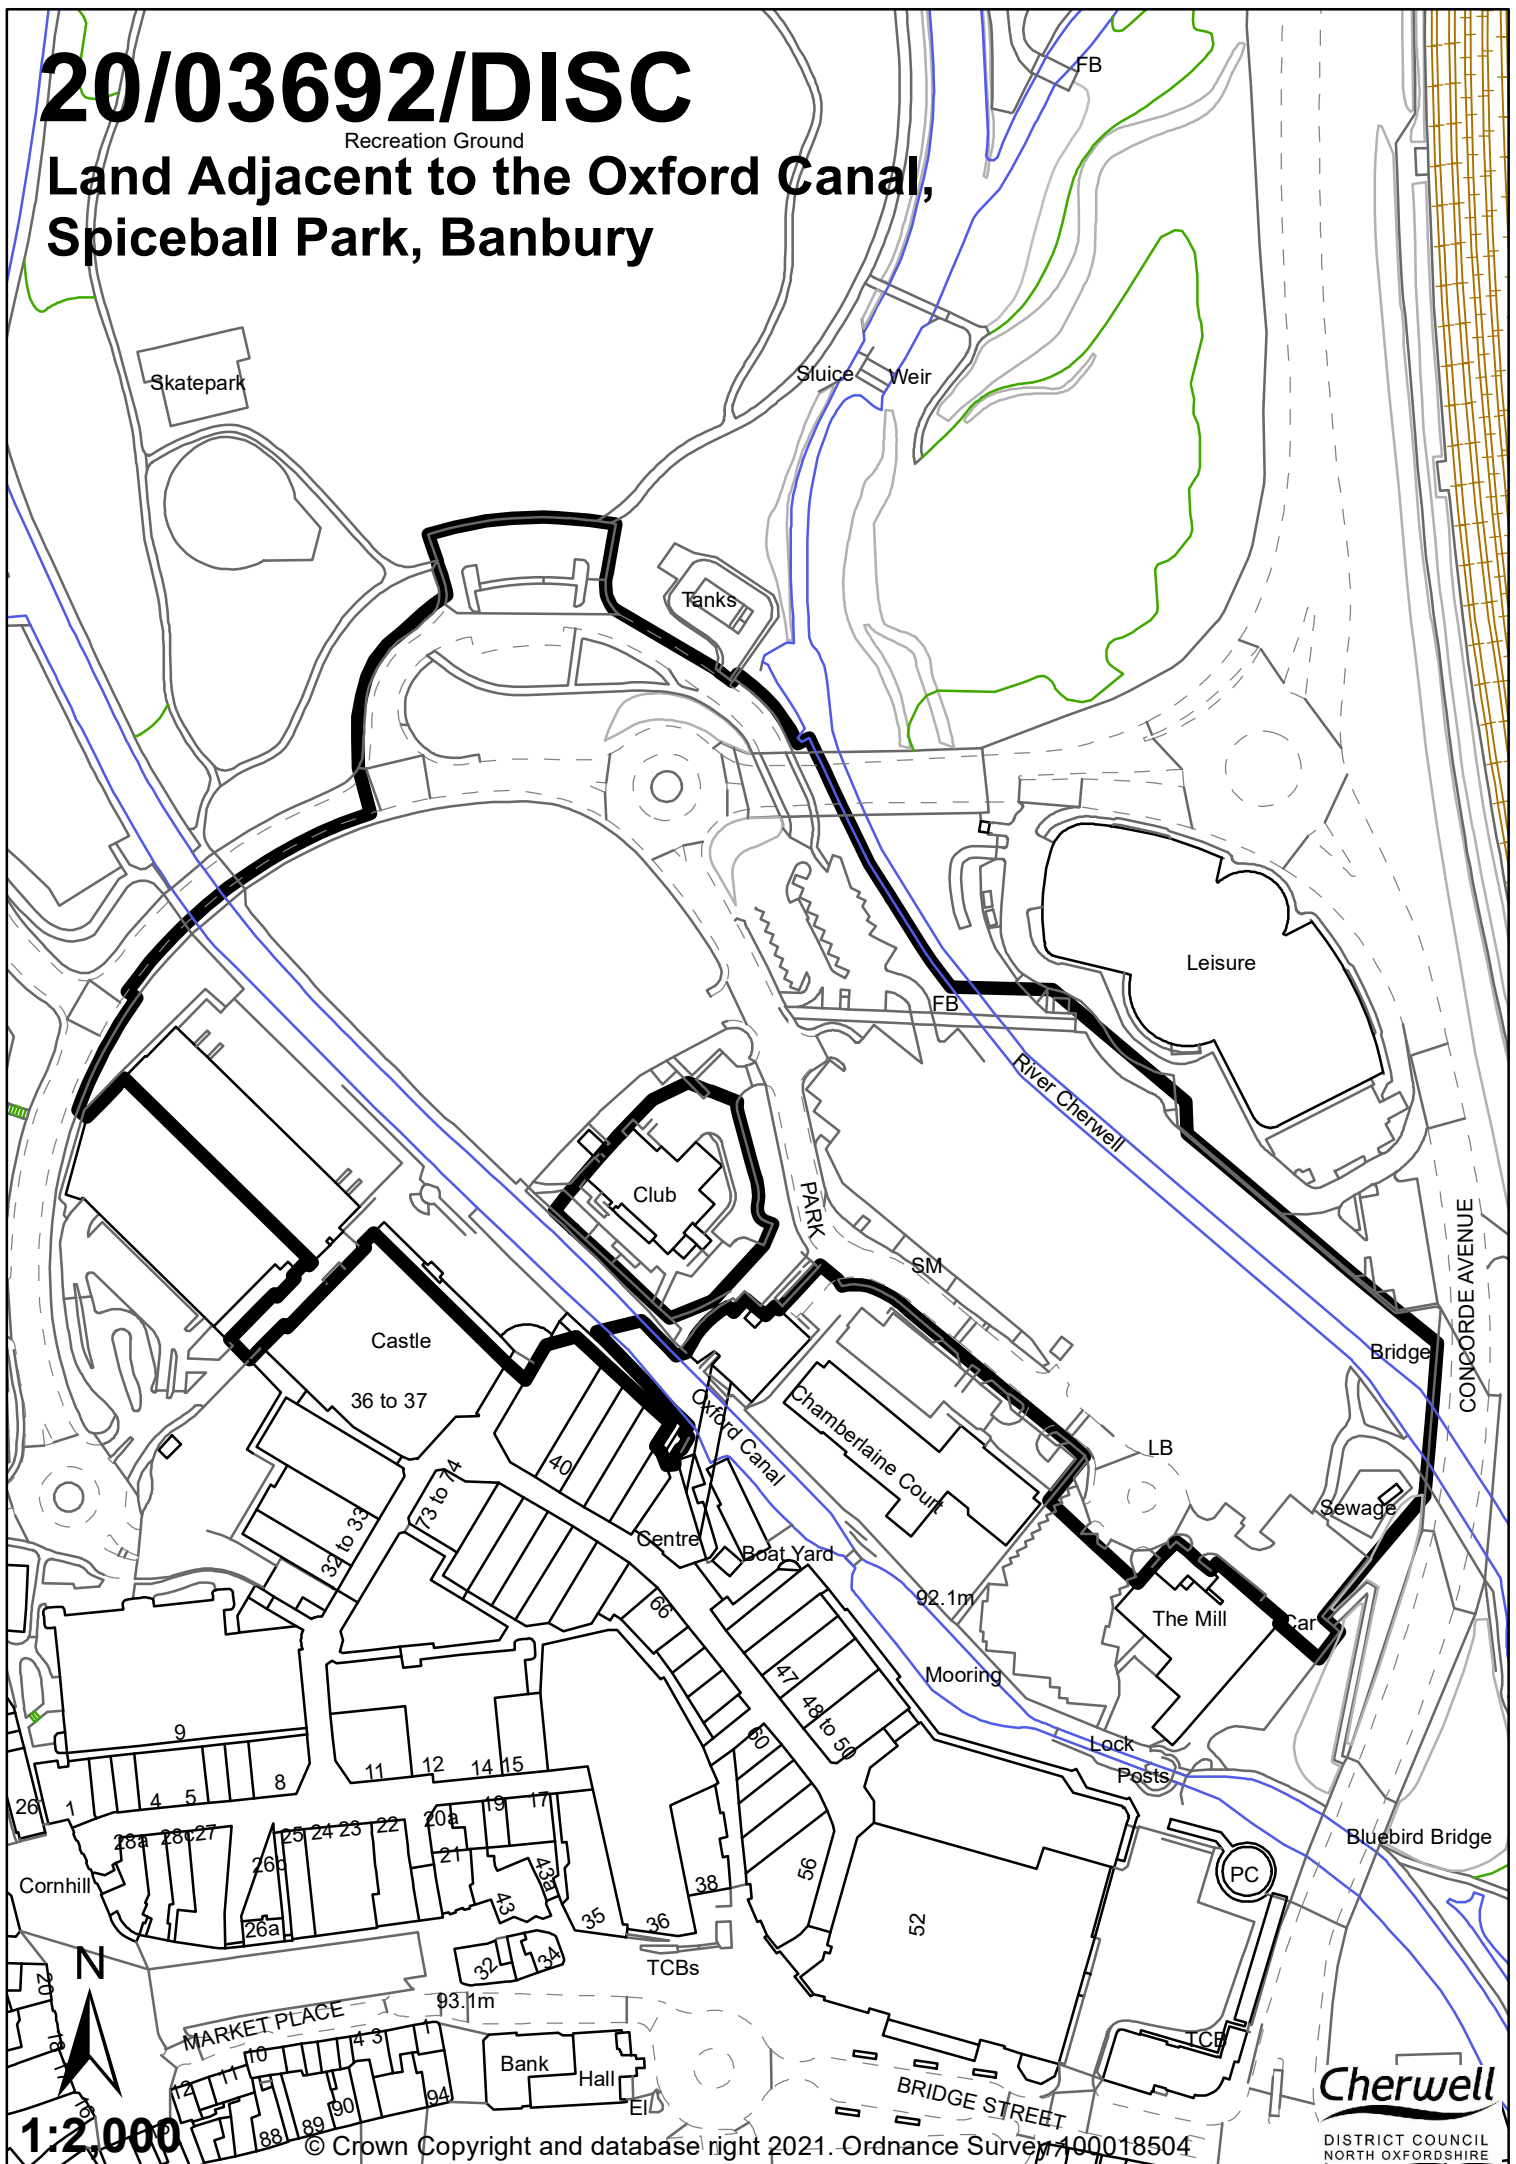 20/03692/DISC
Recreation Ground
Land Adjacent to the Oxford Canal,
Spiceball Park, Banbury
FB
Skatepark
Sluice
Weir
Tanks
Leisure
FB
River Cherwell
Club
PARK
SM
CONCORDE AVENUE
Castle
36 to 37
Bridge
Oxford Canal
Chamberlaine Court
LB
40
73 to 74
Sewage
32 to 33
Centre
Boat Yard
92.1m
66
The Mill
Car
47
48 to 50
Mooring
60
Lock
Posts
9
11
12
14
15
8
5
4
1
26
17
19
20a
22
23
24
25
27
28c
28a
26c
21
43a
43
Bluebird Bridge
Cornhill
26a
35
36
38
56
52
PC
N
20
32
34
TCBs
93.1m
MARKET PLACE
18
17
16
12
11
10
4
3
1
Bank
Hall
El
TCB
BRIDGE STREET
88
89
90
94
1:2,000
© Crown Copyright and database right 2021. Ordnance Survey 100018504
Cherwell
DISTRICT COUNCIL
NORTH OXFORDSHIRE